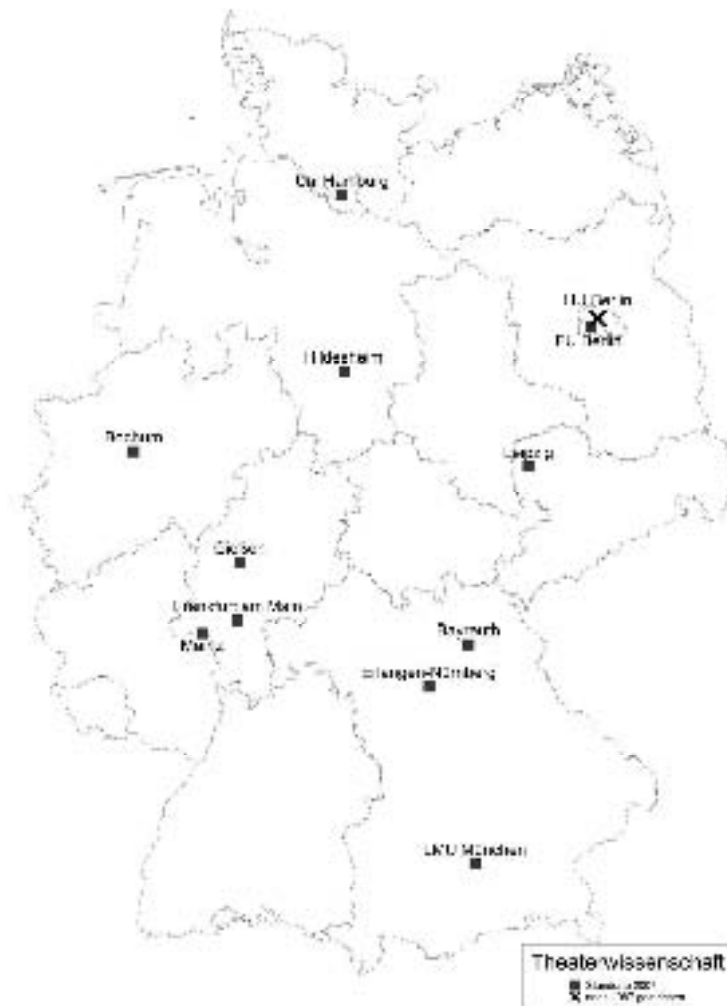 Uni Hamburg
HU Berlin
FU Berlin
Hildesheim
Bochum
Leipzig
Gießen
Frankfurt am Main
Mainz
Bayreuth
Erlangen-Nürnberg
LMU München
Theaterwissenschaft